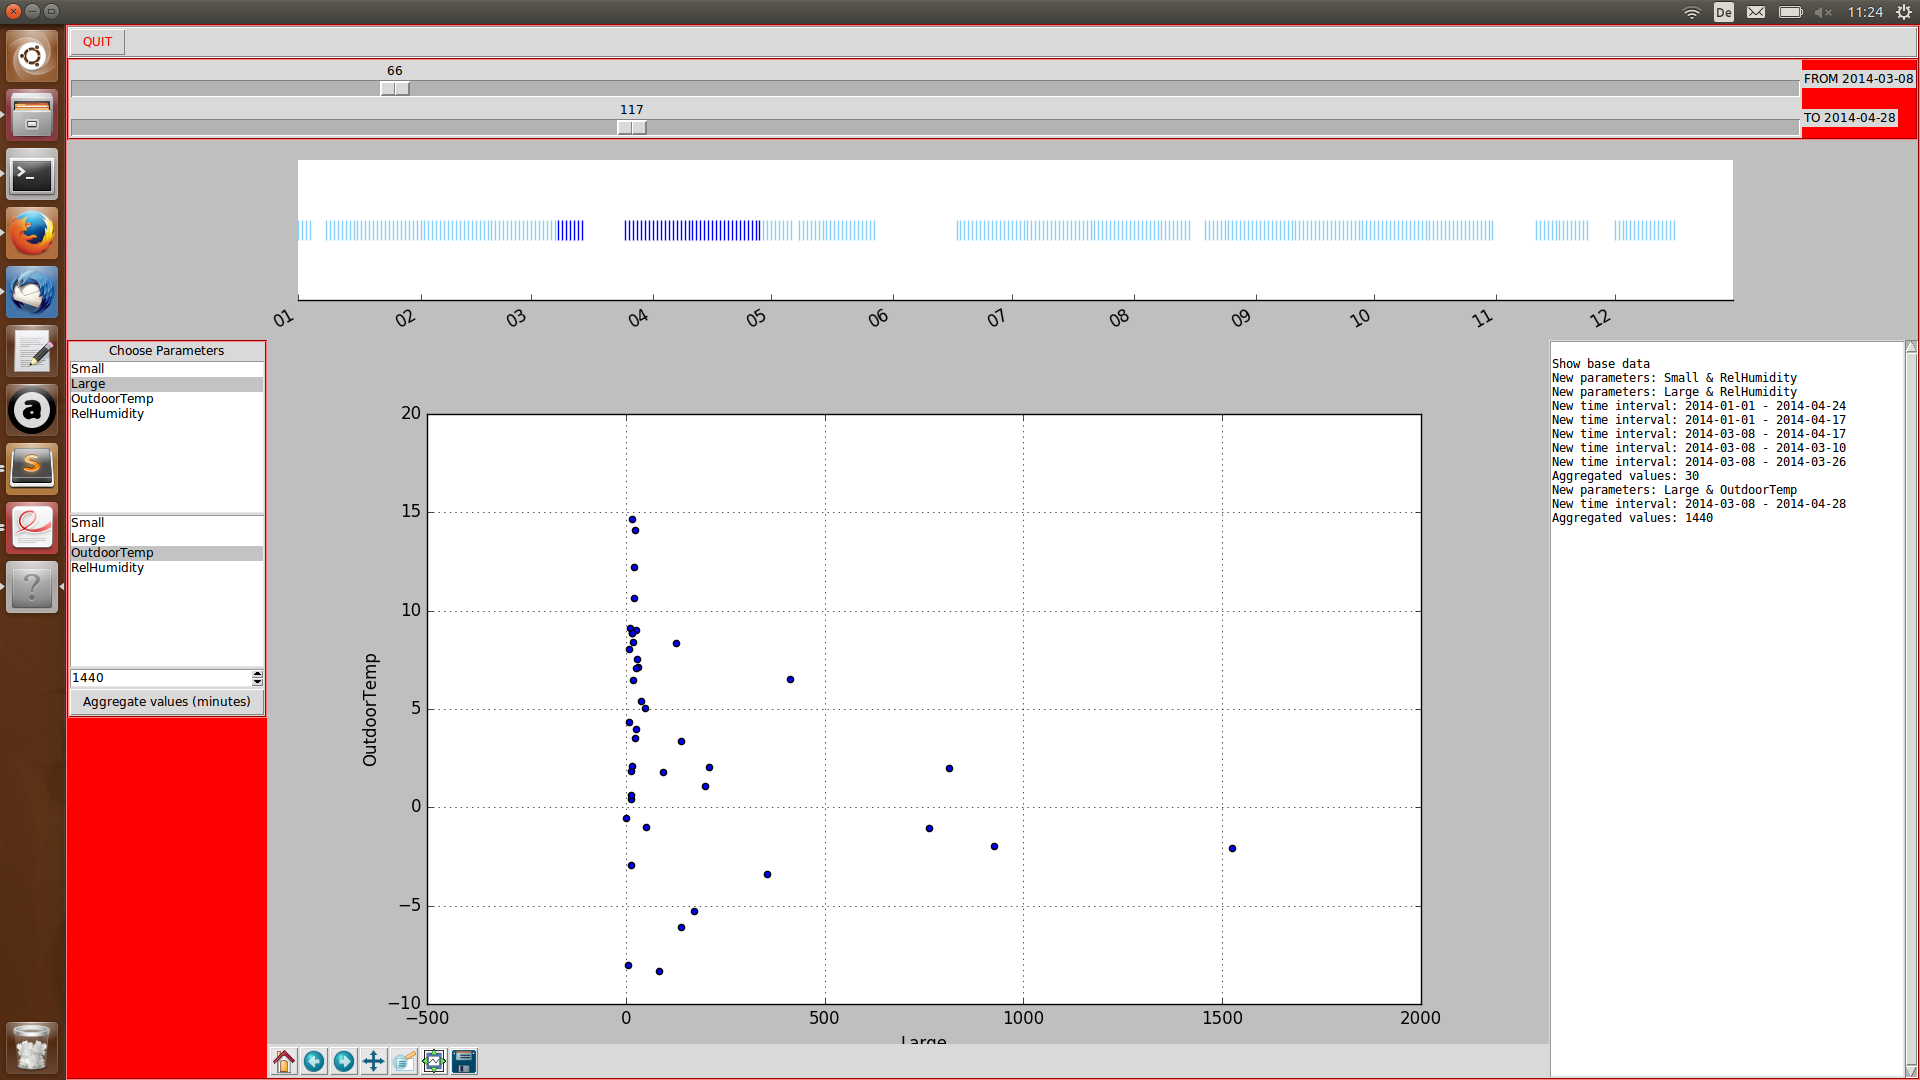 De
11:24
QUIT
66
FROM 2014-03-08
117
TO 2014-04-28
01 02 03 04 05 06 07 08 09 10 11 12
Choose Parameters
Small
Large
OutdoorTemp
RelHumidity
Small
Large
OutdoorTemp
RelHumidity
1440
Aggregate values (minutes)
20
15
10
5
0
−5
−10
OutdoorTemp
−500 0 500 1000 1500 2000
Large
Show base data
New parameters: Small & RelHumidity
New parameters: Large & RelHumidity
New time interval: 2014-01-01 - 2014-04-24
New time interval: 2014-01-01 - 2014-04-17
New time interval: 2014-03-08 - 2014-04-17
New time interval: 2014-03-08 - 2014-03-10
New time interval: 2014-03-08 - 2014-03-26
Aggregated values: 30
New parameters: Large & OutdoorTemp
New time interval: 2014-03-08 - 2014-04-28
Aggregated values: 1440